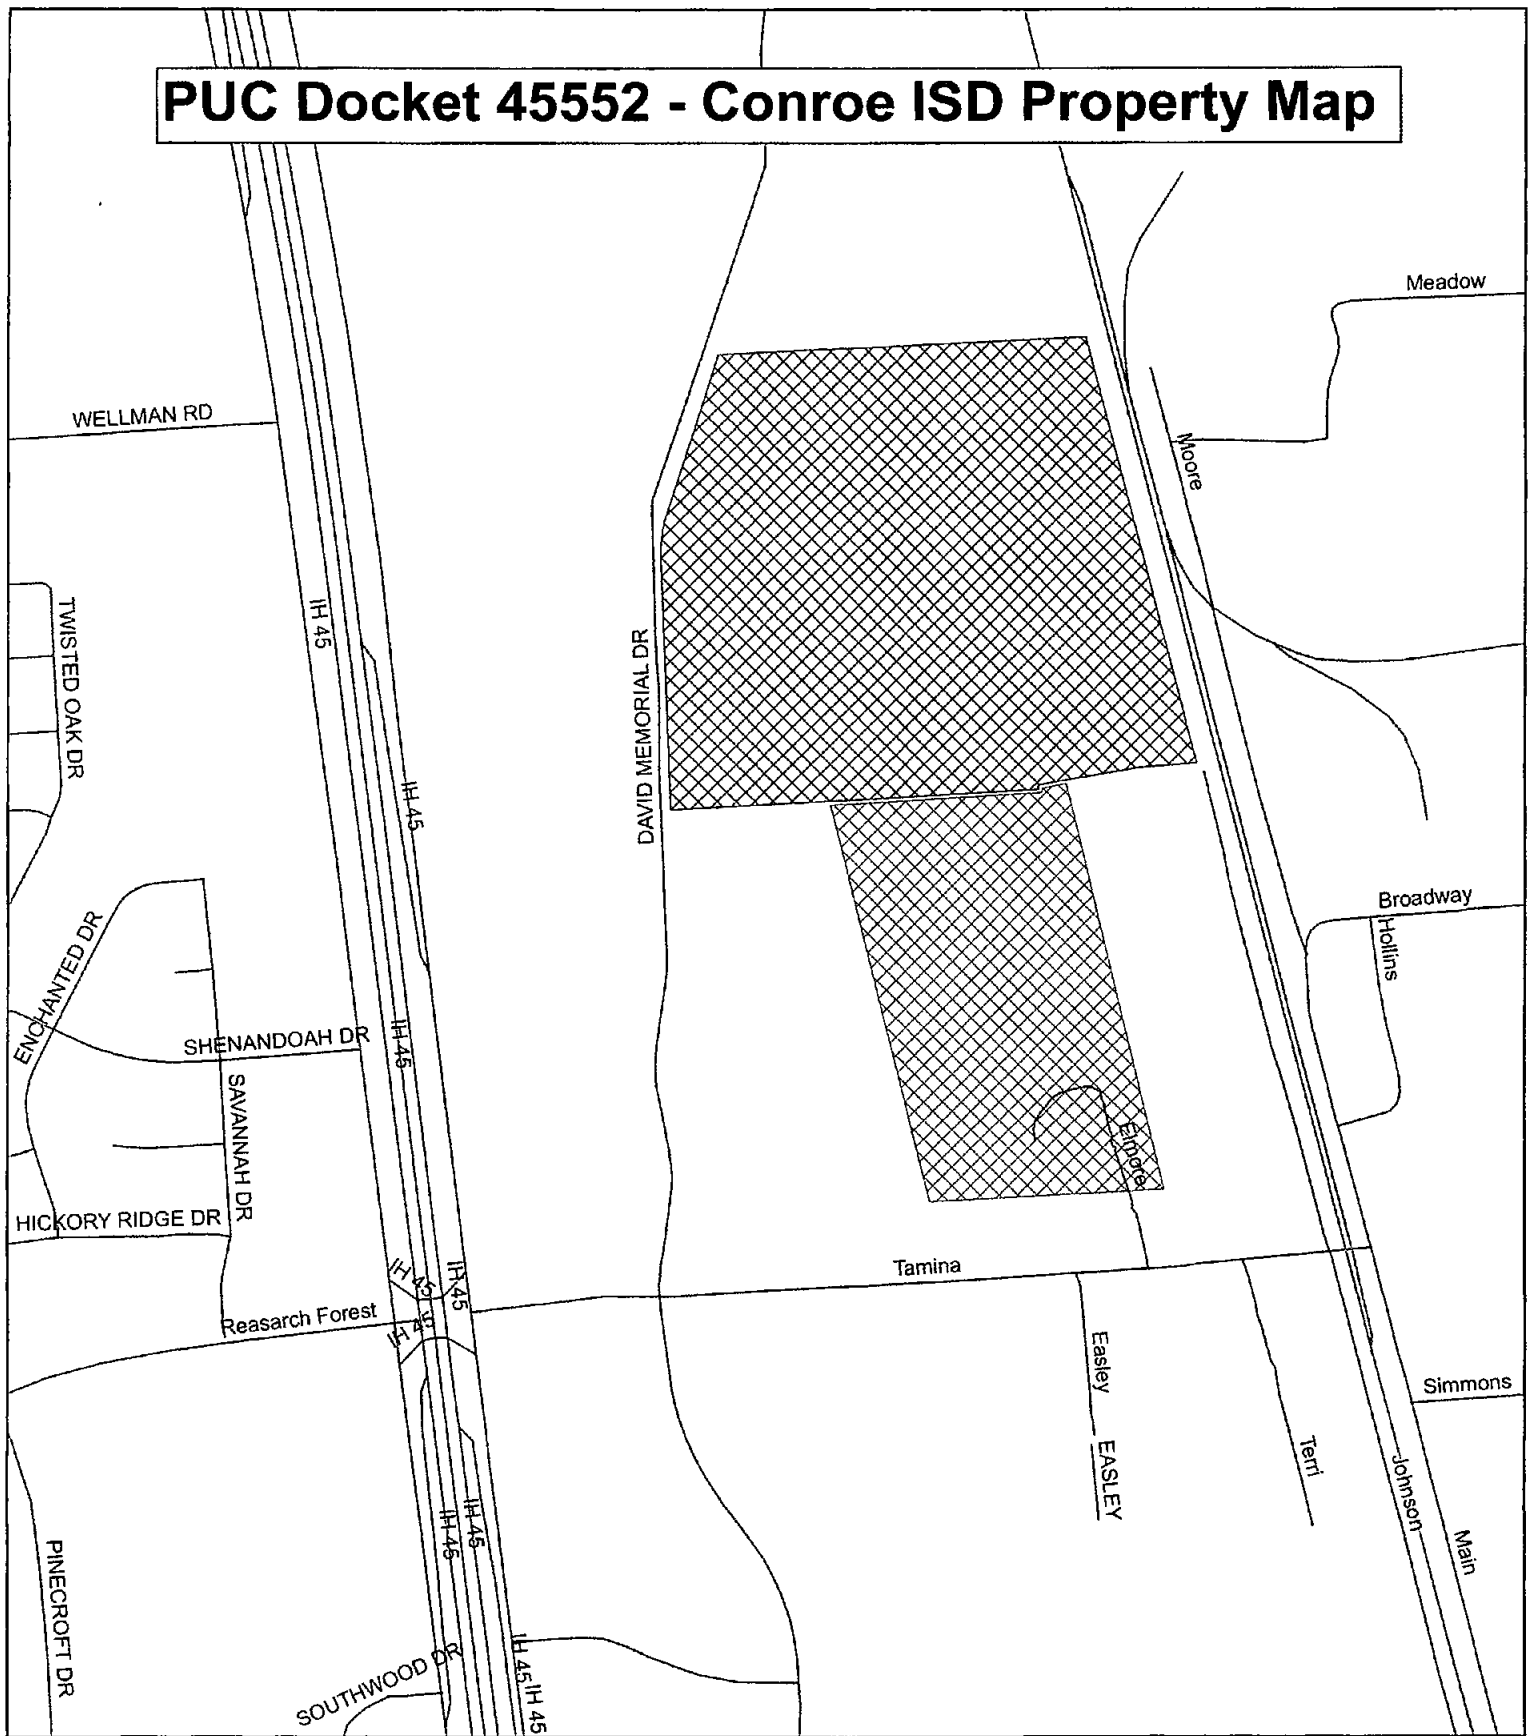 PUC Docket 45552 - Conroe ISD Property Map
Meadow
WELLMAN RD
Moore
IH 45
TWISTED OAK DR
DAVID MEMORIAL DR
IH 45
Broadway
Hollins
ENCHANTED DR
IH 45
SHENANDOAH DR
SAVANNAH DR
Elmore
HICKORY RIDGE DR
IH 45
IH 45
Tamina
Reasarch Forest
IH 45
Easley
Simmons
EASLEY
Terri
Johnson
IH 45
IH 45
Main
PINECROFT DR
SOUTHWOOD DR
IH 45
IH 45